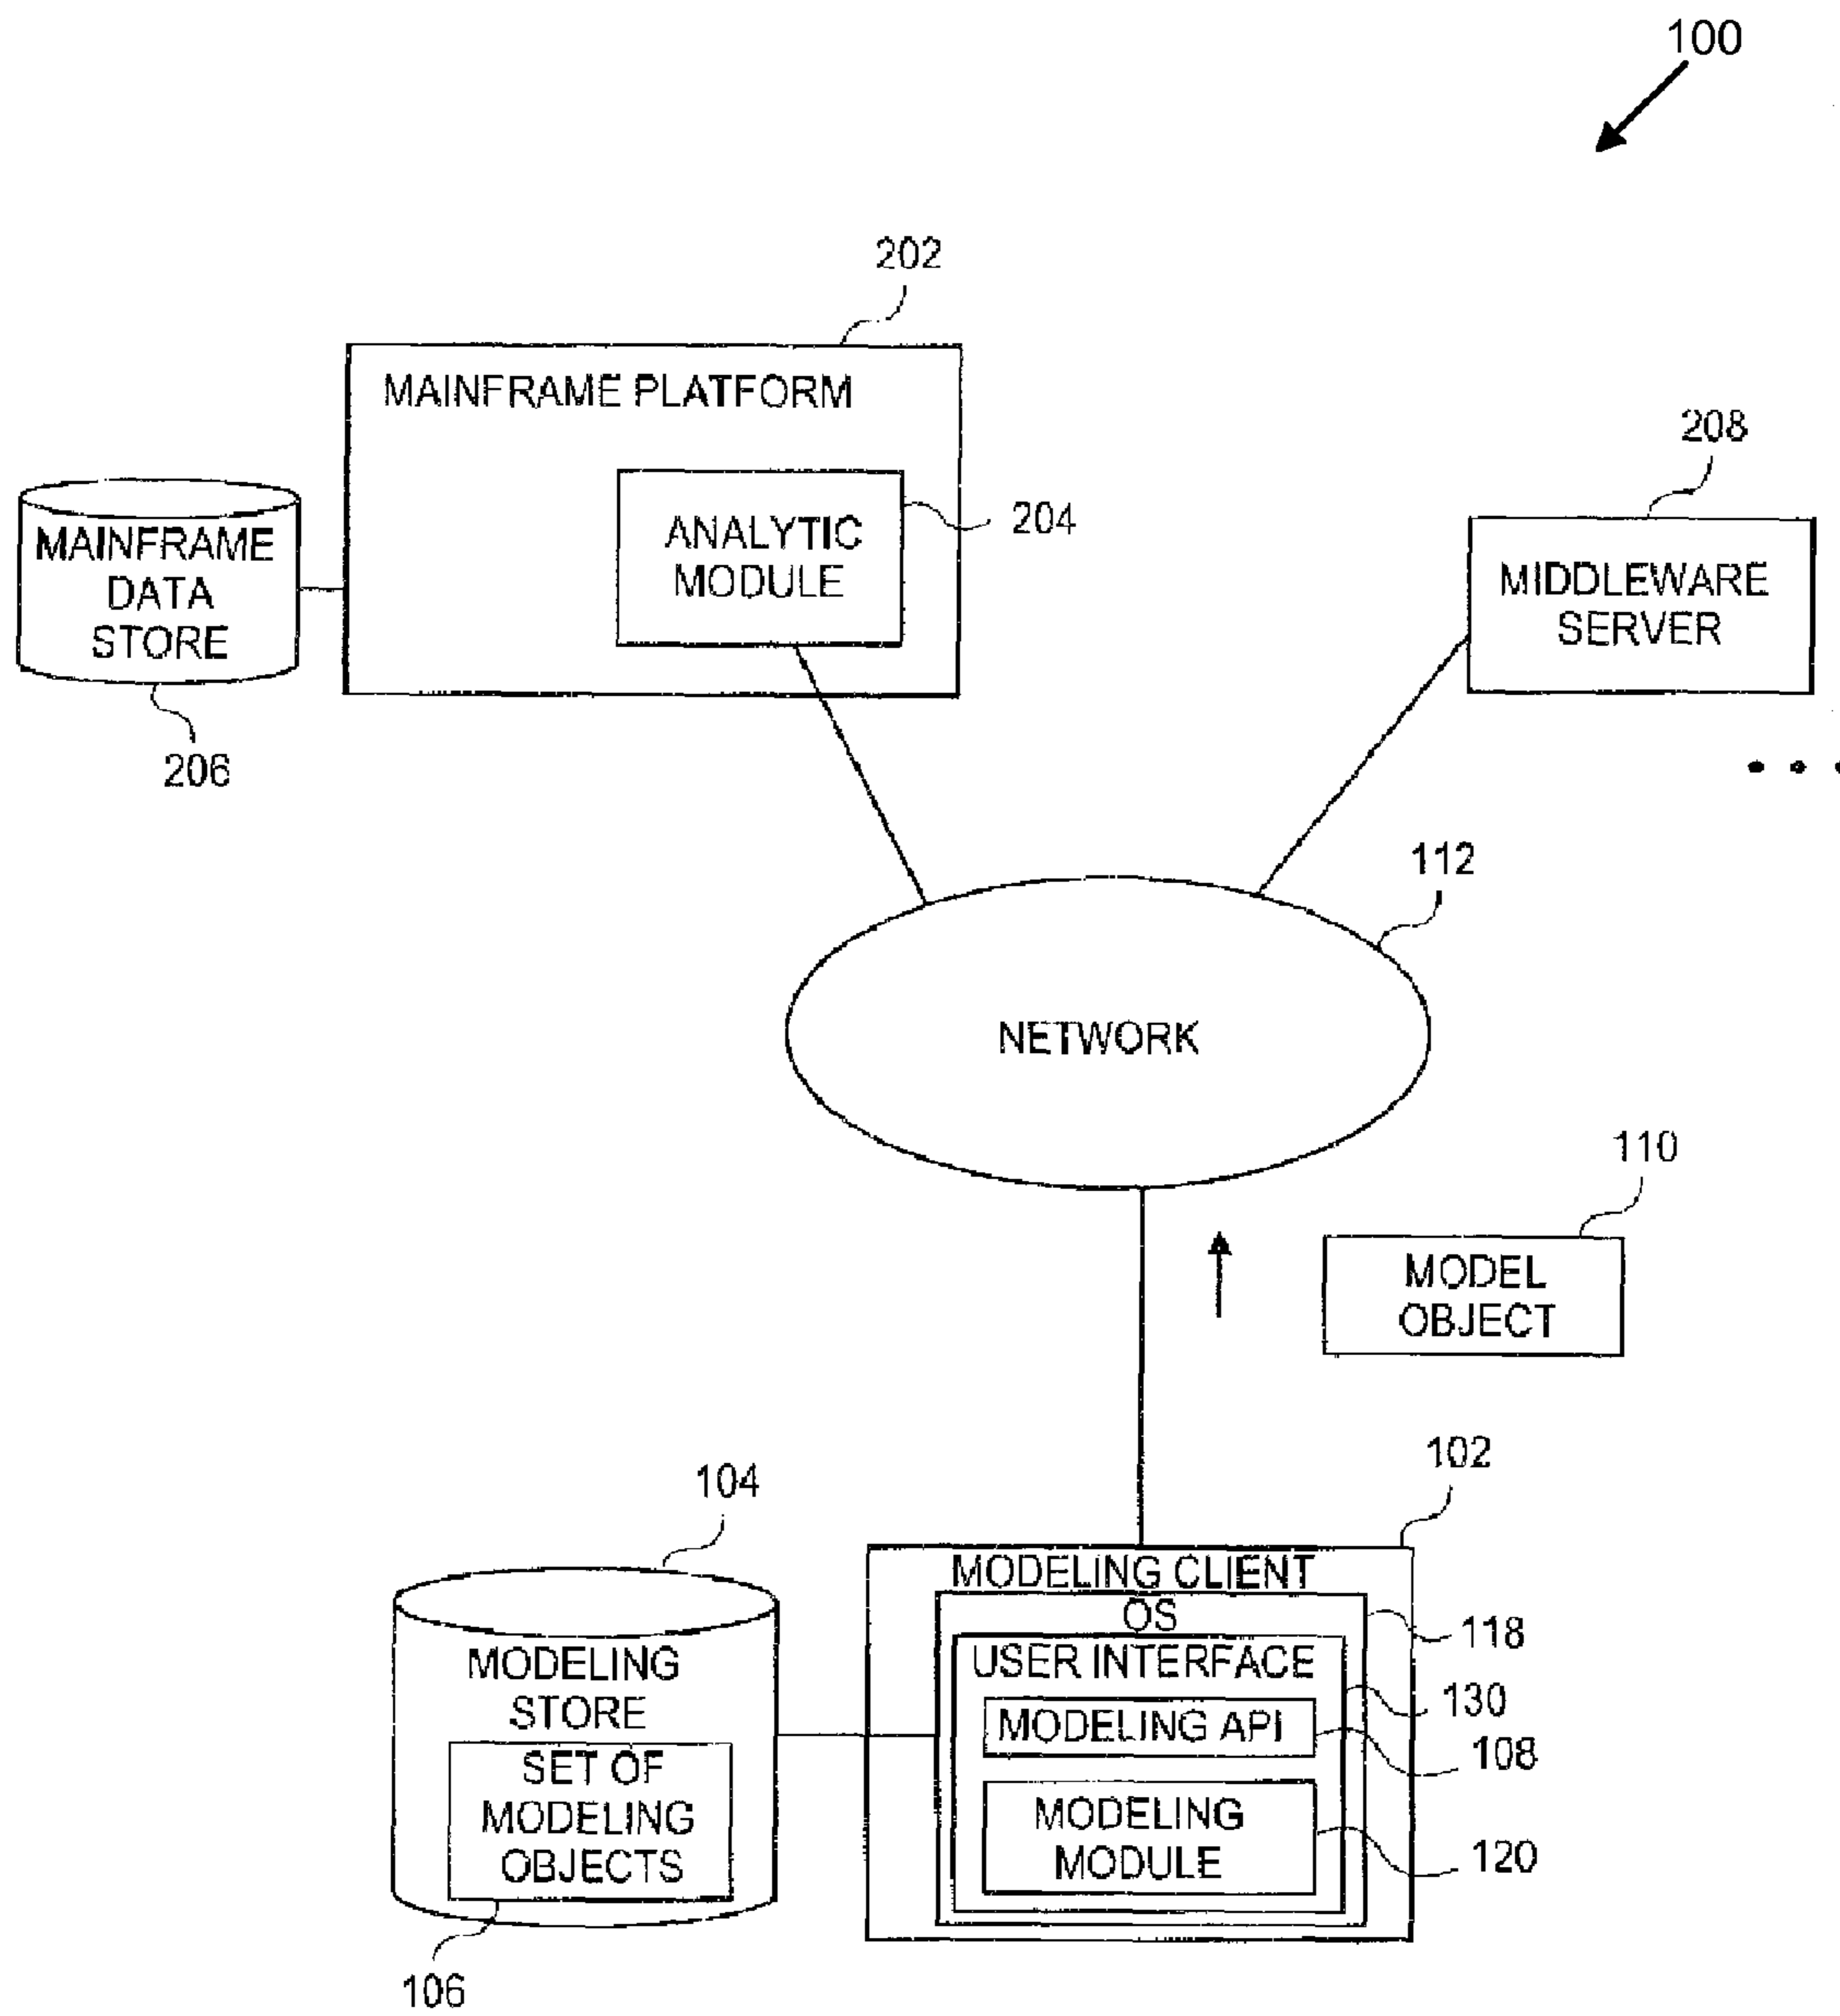 100
202
MAINFRAME PLATFORM
208
204
ANALYTIC
MODULE
MAINFRAME
DATA
STORE
MIDDLEWARE
SERVER
206
112
NETWORK
110
MODEL
OBJECT
102
104
MODELING CLIENT
OS
118
USER INTERFACE
MODELING
STORE
130
MODELING API
108
SET OF
MODELING
OBJECTS
MODELING
MODULE
120
106